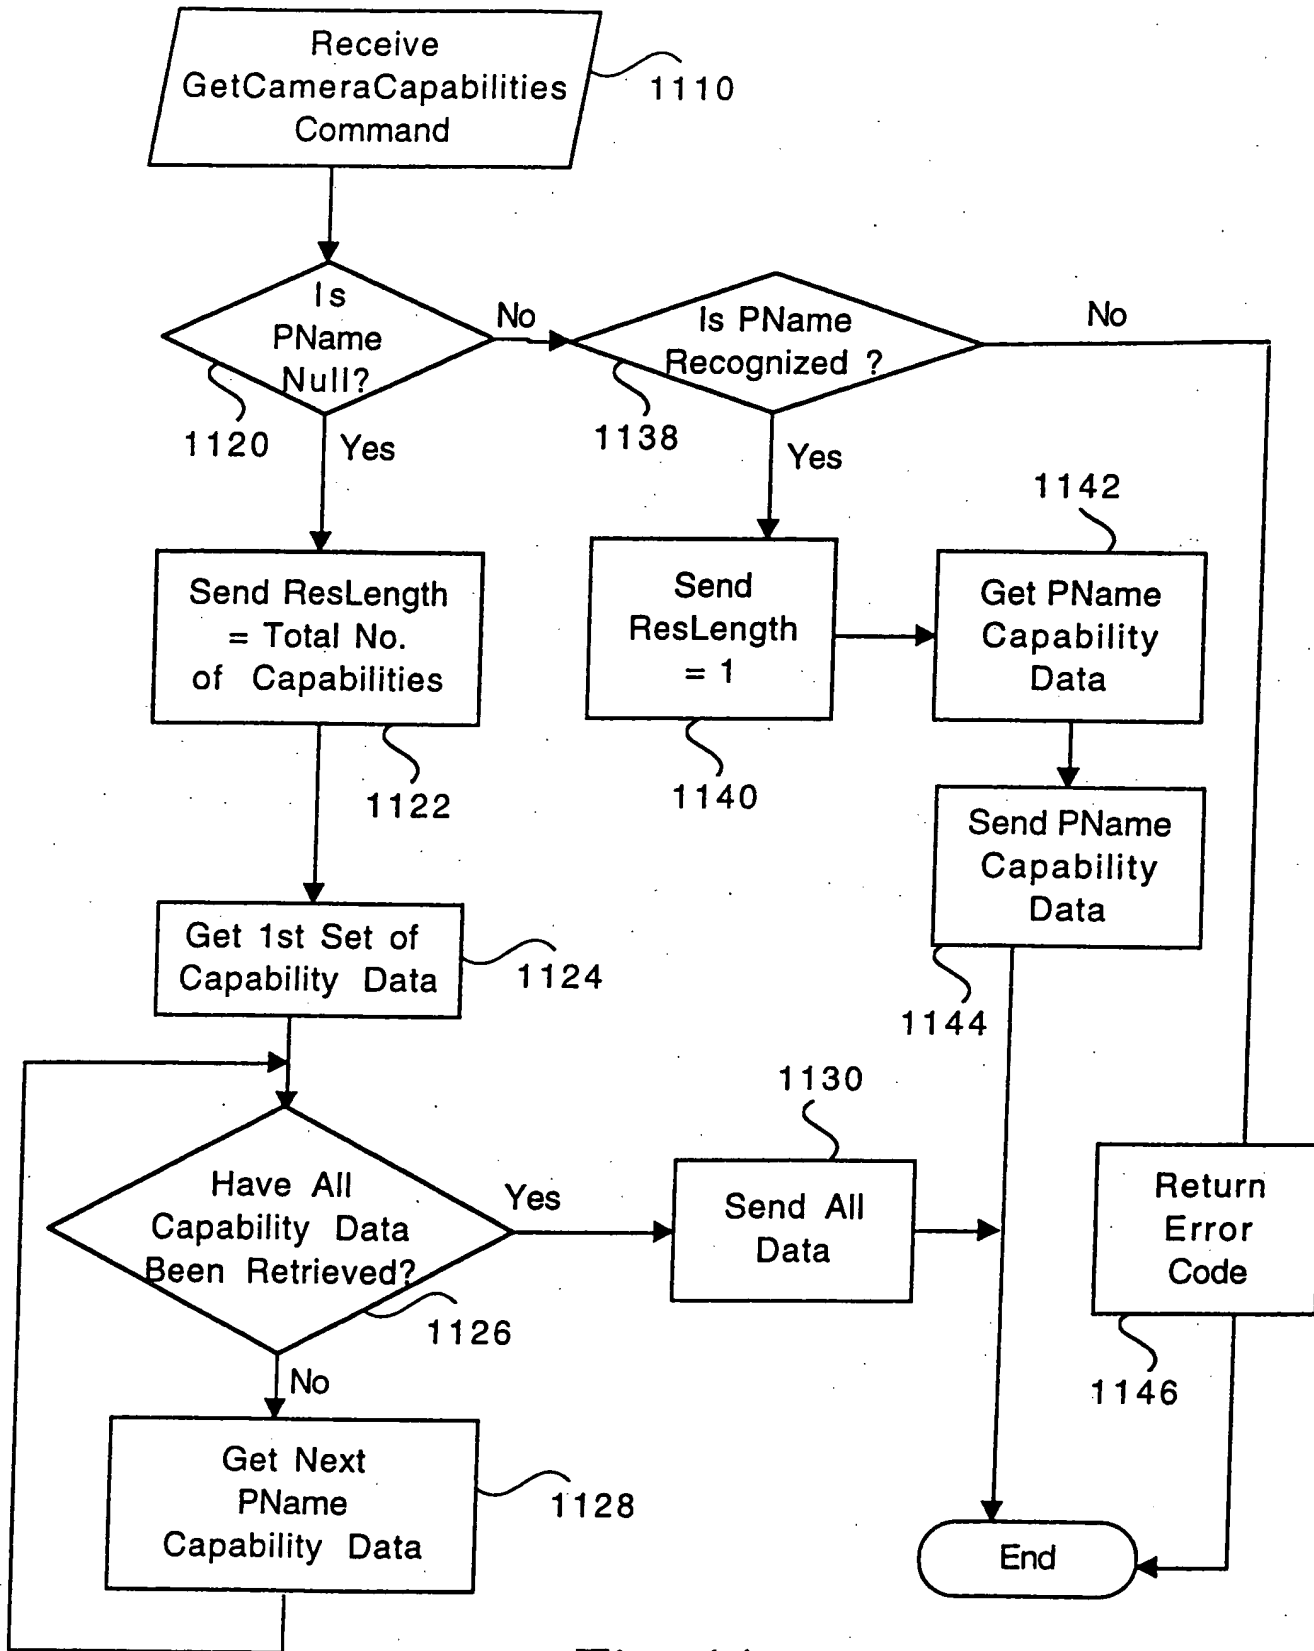 Receive
GetCameraCapabilities
Command
1110
Is
PName
Null?
1120
No
Yes
Is PName
Recognized ?
1138
No
Yes
Send ResLength
= Total No.
of Capabilities
1122
Send
ResLength
= 1
1140
1142
Get PName
Capability
Data
Send PName
Capability
Data
1144
Get 1st Set of
Capability Data
1124
Have All
Capability Data
Been Retrieved?
1126
Yes
No
1130
Send All
Data
Return
Error
Code
1146
Get Next
PName
Capability Data
1128
End